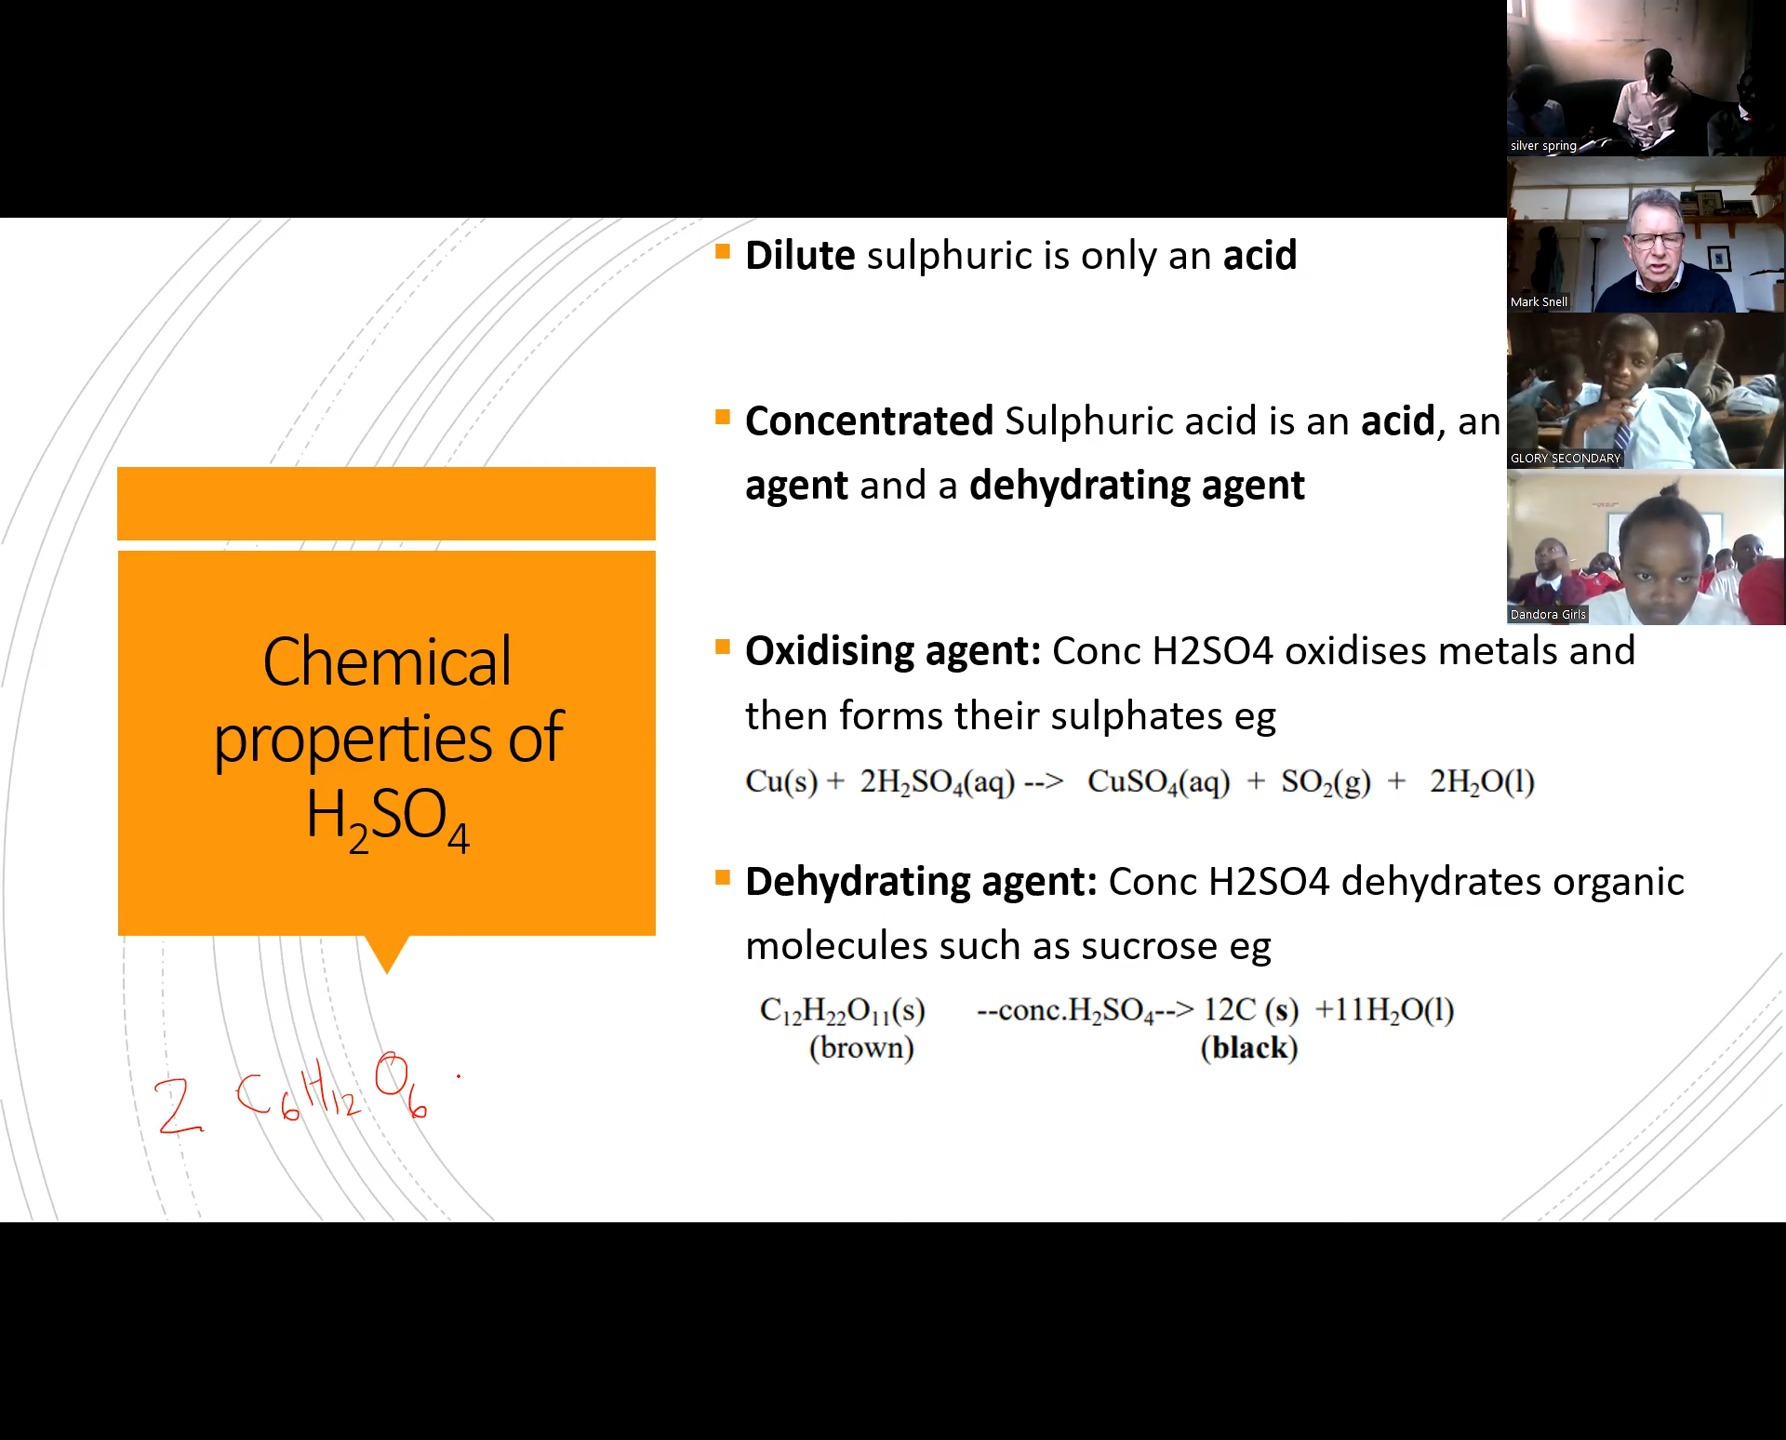 Dilute sulphuric is only an acid
Concentrated Sulphuric acid is an acid, an
agent and a dehydrating agent
Oxidising agent: Conc H2SO4 oxidises metals and
then forms their sulphates eg
Cu(s) + 2H₂SO₄(aq) --> CuSO₄(aq) + SO₂(g) + 2H₂O(l)
Dehydrating agent: Conc H2SO4 dehydrates organic
molecules such as sucrose eg
C₁₂H₂₂O₁₁(s) --conc.H₂SO₄--> 12C (s) +11H₂O(l)
(brown) (black)
Chemical
properties of
H₂SO₄
2 C₆H₁₂O₆
silver spring
Mark Snell
GLORY SECONDARY
Dandora Girls